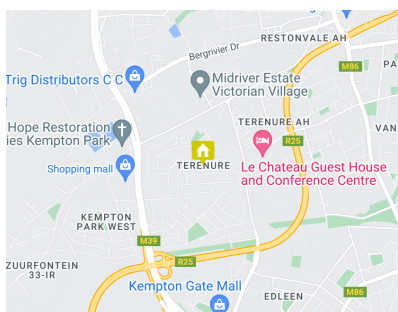 RESTONVALE AH
Bergrivier Dr
Trig Distributors C C
M86
PA
Midriver Estate
Victorian Village
TERENURE AH
VAN
Hope Restoration
ies Kempton Park
R25
TERENURE
Shopping mall
Le Chateau Guest House
and Conference Centre
KEMPTON
PARK WEST
M39
ZUURFONTEIN
33-IR
R25
Kempton Gate Mall
EDLEEN
M86